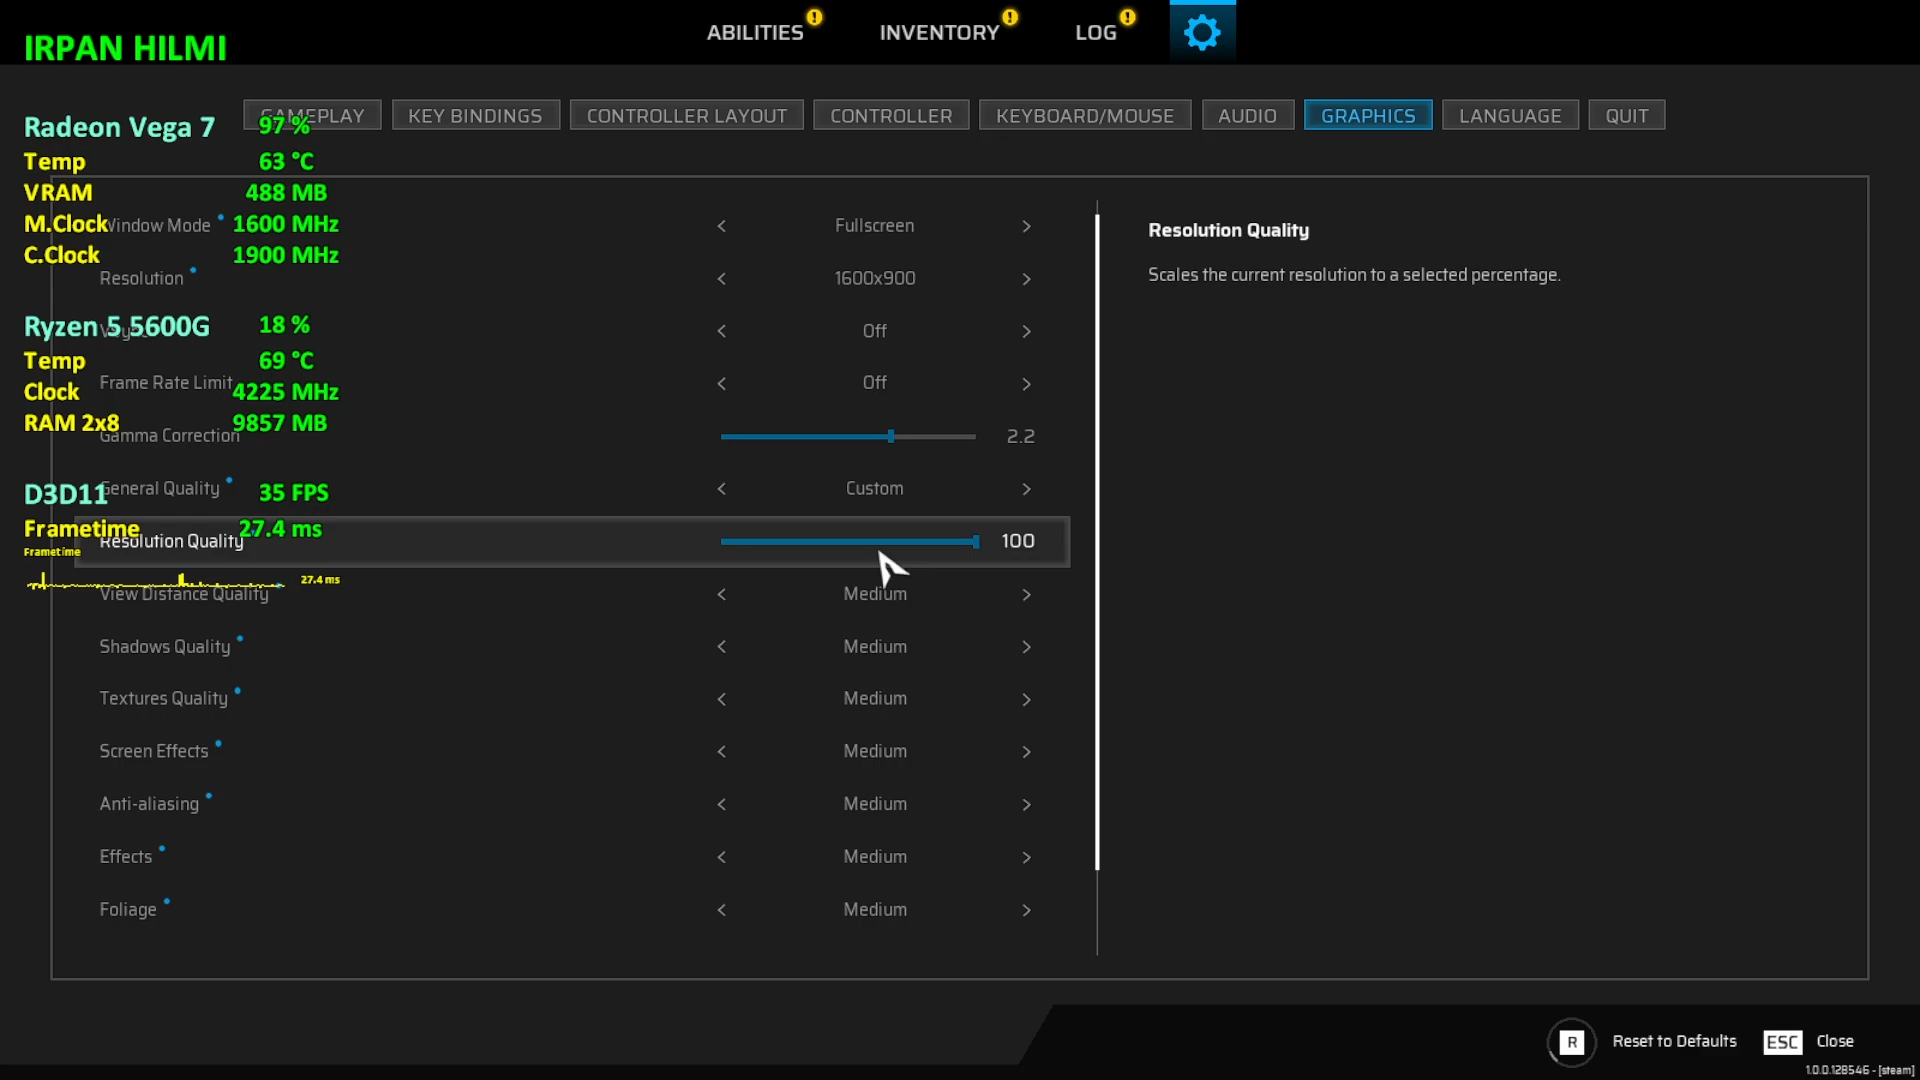 ABILITIES
INVENTORY
LOG
IRPAN HILMI
GAMEPLAY
KEY BINDINGS
CONTROLLER LAYOUT
CONTROLLER
KEYBOARD/MOUSE
AUDIO
GRAPHICS
LANGUAGE
QUIT
Radeon Vega 7 97 %
Temp 63 °C
VRAM 488 MB
M.Clock 1600 MHz
C.Clock 1900 MHz
Window Mode Fullscreen
Resolution 1600x900
Ryzen 5 5600G 18 %
Vsync Off
Temp 69 °C
Frame Rate Limit Off
Clock 4225 MHz
RAM 2x8 9857 MB
Gamma Correction 2.2
General Quality Custom
D3D11 35 FPS
Frametime 27.4 ms
Resolution Quality 100
Frametime
27.4 ms
View Distance Quality Medium
Shadows Quality Medium
Textures Quality Medium
Screen Effects Medium
Anti-aliasing Medium
Effects Medium
Foliage Medium
Resolution Quality
Scales the current resolution to a selected percentage.
R Reset to Defaults
ESC Close
1.0.0.128546 - [steam]